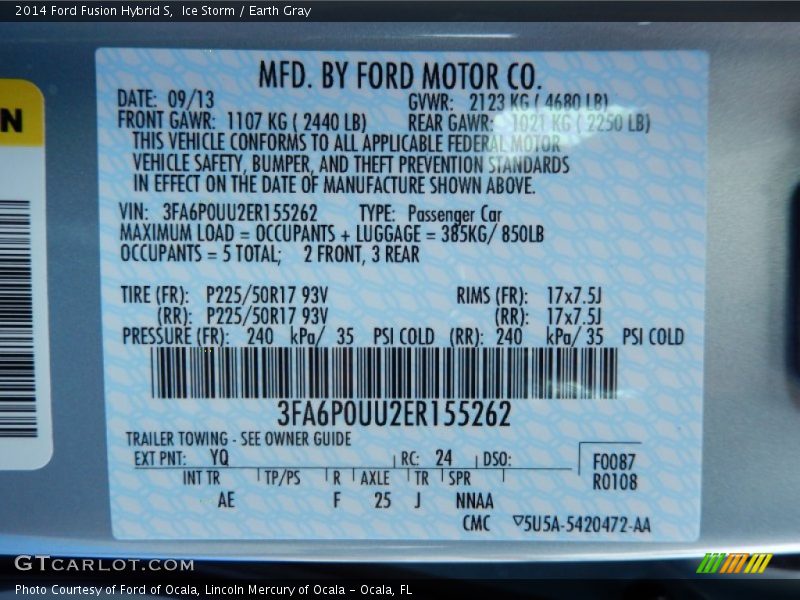 2014 Ford Fusion Hybrid S,  Ice Storm / Earth Gray
N
MFD. BY FORD MOTOR CO.
DATE: 09/13 GVWR: 2123 KG ( 4680 LB)
FRONT GAWR: 1107 KG ( 2440 LB) REAR GAWR: 1021 KG ( 2250 LB)
THIS VEHICLE CONFORMS TO ALL APPLICABLE FEDERAL MOTOR
VEHICLE SAFETY, BUMPER, AND THEFT PREVENTION STANDARDS
IN EFFECT ON THE DATE OF MANUFACTURE SHOWN ABOVE.
VIN: 3FA6P0UU2ER155262 TYPE: Passenger Car
MAXIMUM LOAD = OCCUPANTS + LUGGAGE = 385KG/ 850LB
OCCUPANTS = 5 TOTAL; 2 FRONT, 3 REAR
TIRE (FR): P225/50R17 93V RIMS (FR): 17x7.5J
(RR): P225/50R17 93V (RR): 17x7.5J
PRESSURE (FR): 240 kPa/ 35 PSI COLD (RR): 240 kPa/ 35 PSI COLD
3FA6P0UU2ER155262
TRAILER TOWING - SEE OWNER GUIDE
EXT PNT: YQ RC: 24 DSO: F0087
INT TR TP/PS R AXLE TR SPR R0108
AE F 25 J NNAA
CMC ▽5U5A-5420472-AA
GTCARLOT.COM
Photo Courtesy of Ford of Ocala, Lincoln Mercury of Ocala – Ocala, FL